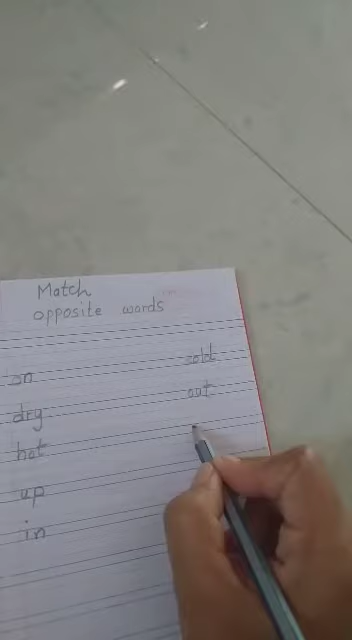 Match
opposite words
on cold
dry out
hot
up
in